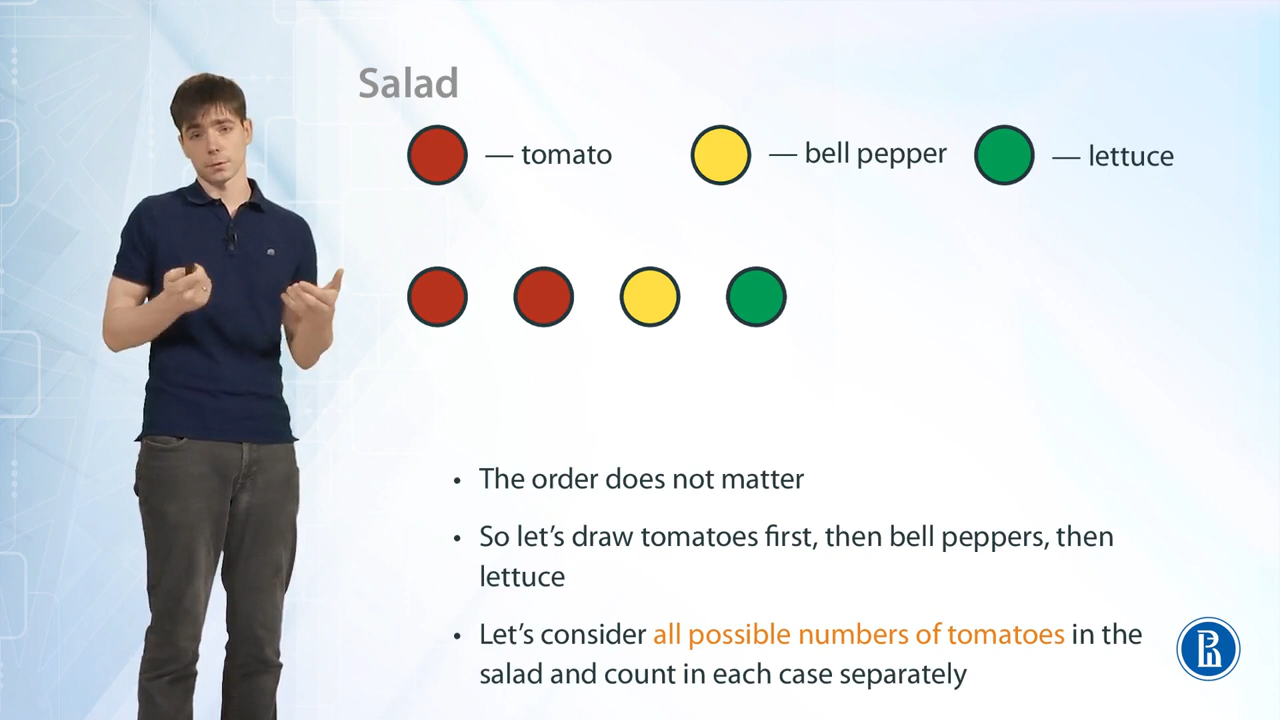 Salad
— tomato
— bell pepper
— lettuce
• The order does not matter
• So let’s draw tomatoes first, then bell peppers, then
lettuce
• Let’s consider all possible numbers of tomatoes in the
salad and count in each case separately